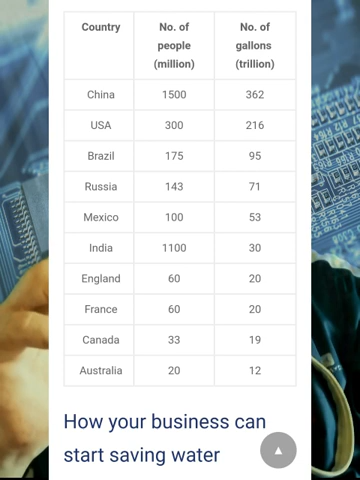 Country No. of people (million) No. of gallons (trillion)
China 1500 362
USA 300 216
Brazil 175 95
Russia 143 71
Mexico 100 53
India 1100 30
England 60 20
France 60 20
Canada 33 19
Australia 20 12
How your business can
start saving water